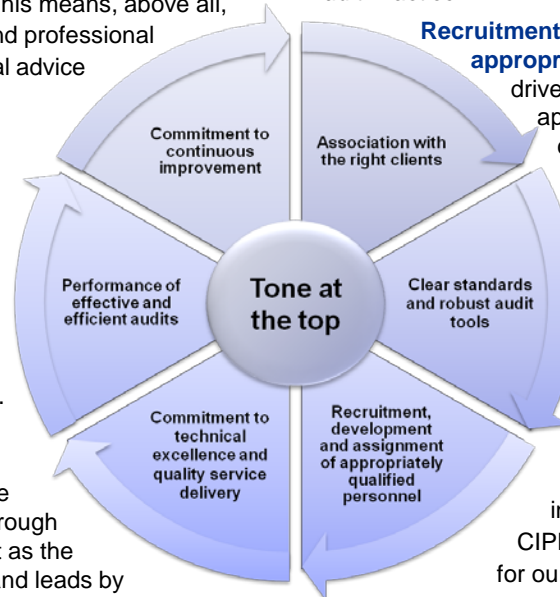 his means, above all,
nd professional
al advice
Recruitment
appropr
drive
ap
Commitment to
continuous
improvement
Association with
the right clients
Clear standards
and robust audit
tools
Recruitment,
development
and assignment
of appropriately
qualified
personnel
Commitment to
technical
excellence and
quality service
delivery
Performance of
effective and
efficient audits
Tone at
the top
e
rough
t as the
and leads by
in
CIP
for ou